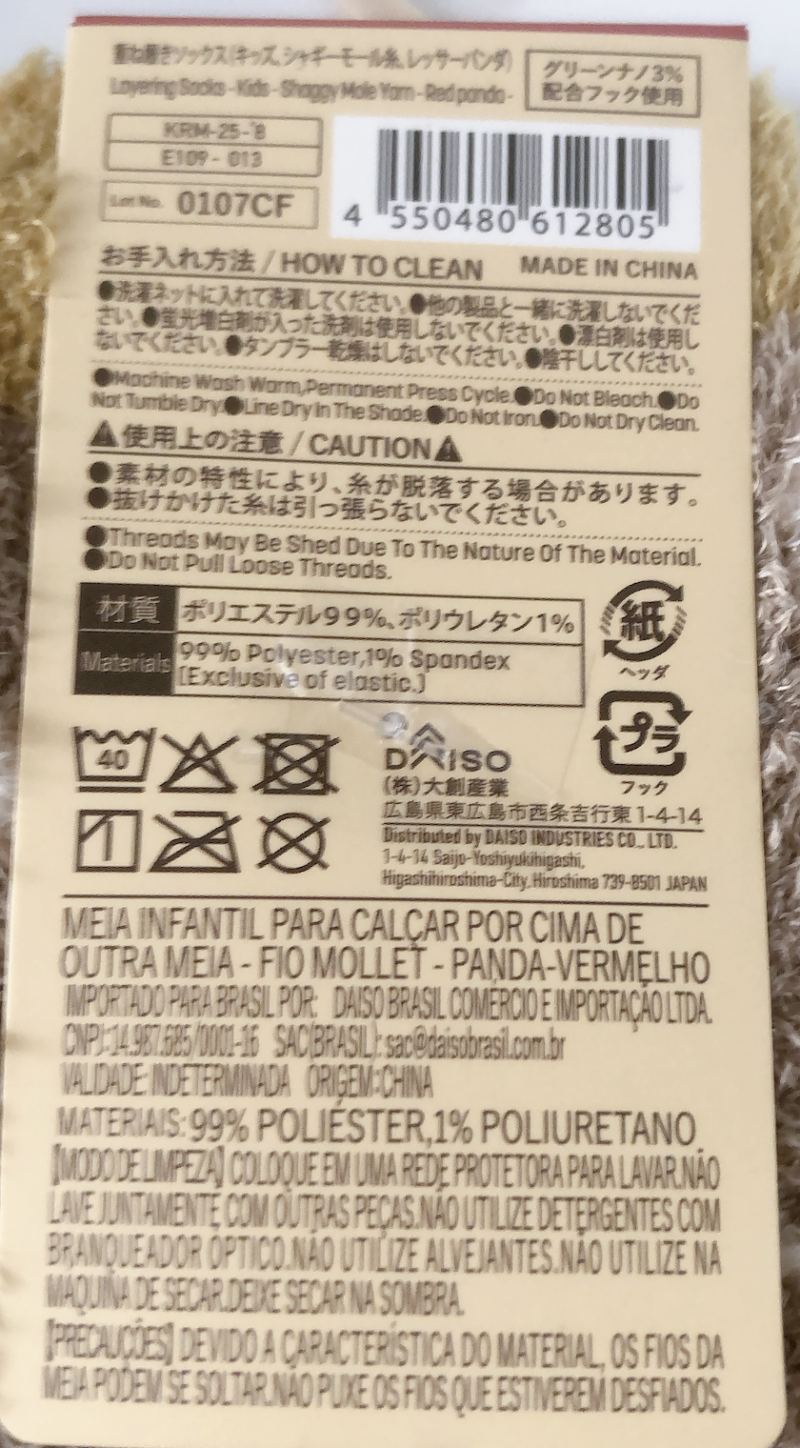 重ね履きソックス(キッズ、シャギーモール糸、レッサーパンダ)
Layering Socks - Kids - Shaggy Mole Yarn - Red panda -
グリーンナノ3%
配合フック使用
KRM-25-'8
E109 - 013
Lot No. 0107CF
4 550480 612805
お手入れ方法 / HOW TO CLEAN MADE IN CHINA
●洗濯ネットに入れて洗濯してください。●他の製品と一緒に洗濯しないでくだ
さい。●蛍光増白剤が入った洗剤は使用しないでください。●漂白剤は使用し
ないでください。●タンブラー乾燥はしないでください。●陰干ししてください。
●Machine Wash Warm,Permanent Press Cycle.●Do Not Bleach.●Do
Not Tumble Dry.●Line Dry In The Shade.●Do Not Iron.●Do Not Dry Clean.
⚠使用上の注意 / CAUTION⚠
●素材の特性により、糸が脱落する場合があります。
●抜けかけた糸は引っ張らないでください。
●Threads May Be Shed Due To The Nature Of The Material.
●Do Not Pull Loose Threads.
材質 ポリエステル99%、ポリウレタン1%
Materials 99% Polyester,1% Spandex
(Exclusive of elastic.)
紙
ヘッダ
プラ
フック
40
DAISO
(株)大創産業
広島県東広島市西条吉行東1-4-14
Distributed by DAISO INDUSTRIES CO., LTD.
1-4-14 Saijo-Yoshiyukihigashi,
Higashihiroshima-City, Hiroshima 739-8501 JAPAN
MEIA INFANTIL PARA CALÇAR POR CIMA DE
OUTRA MEIA - FIO MOLLET - PANDA-VERMELHO
IMPORTADO PARA BRASIL POR: DAISO BRASIL COMERCIO E IMPORTAÇAO LTDA.
CNPJ:14.987.685/0001-16 SAC(BRASIL): sac@daisobrasil.com.br
VALIDADE:INDETERMINADA ORIGEM:CHINA
MATERIAIS: 99% POLIÉSTER,1% POLIURETANO
【MODO DE LIMPEZA】 COLOQUE EM UMA REDE PROTETORA PARA LAVAR.NÃO
LAVE JUNTAMENTE COM OUTRAS PEÇAS.NÃO UTILIZE DETERGENTES COM
BRANQUEADOR ÓPTICO.NÃO UTILIZE ALVEJANTES.NÃO UTILIZE NA
MAQUINA DE SECAR.DEIXE SECAR NA SOMBRA.
【PRECAUÇÕES】 DEVIDO A CARACTERÍSTICA DO MATERIAL, OS FIOS DA
MEIA PODEM SE SOLTAR.NÃO PUXE OS FIOS QUE ESTIVEREM DESFIADOS.